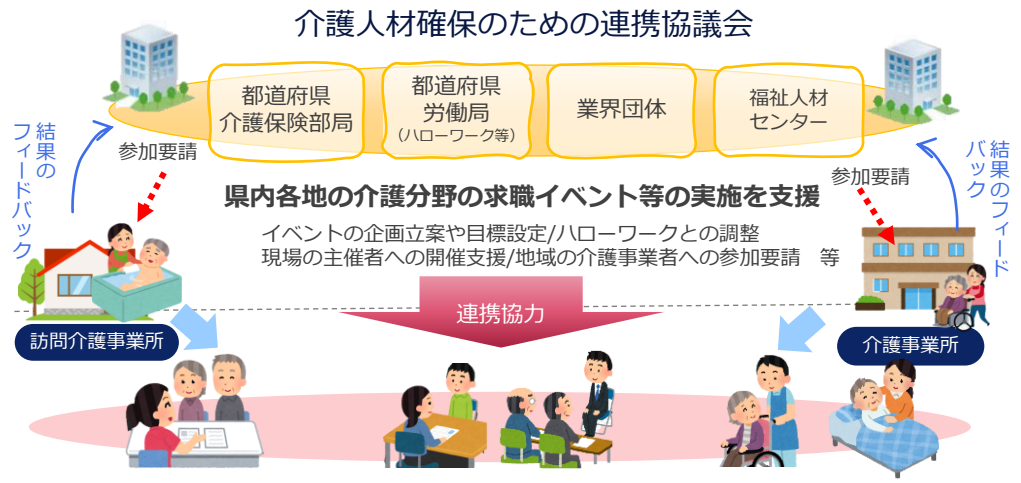 介護人材確保のための連携協議会
都道府県
介護保険部局
都道府県
労働局
（ハローワーク等）
業界団体
福祉人材
センター
結果の
フィードバック
参加要請
参加要請
結果のフィード
バック
県内各地の介護分野の求職イベント等の実施を支援
イベントの企画立案や目標設定/ハローワークとの調整
現場の主催者への開催支援/地域の介護事業者への参加要請　等
連携協力
訪問介護事業所
介護事業所